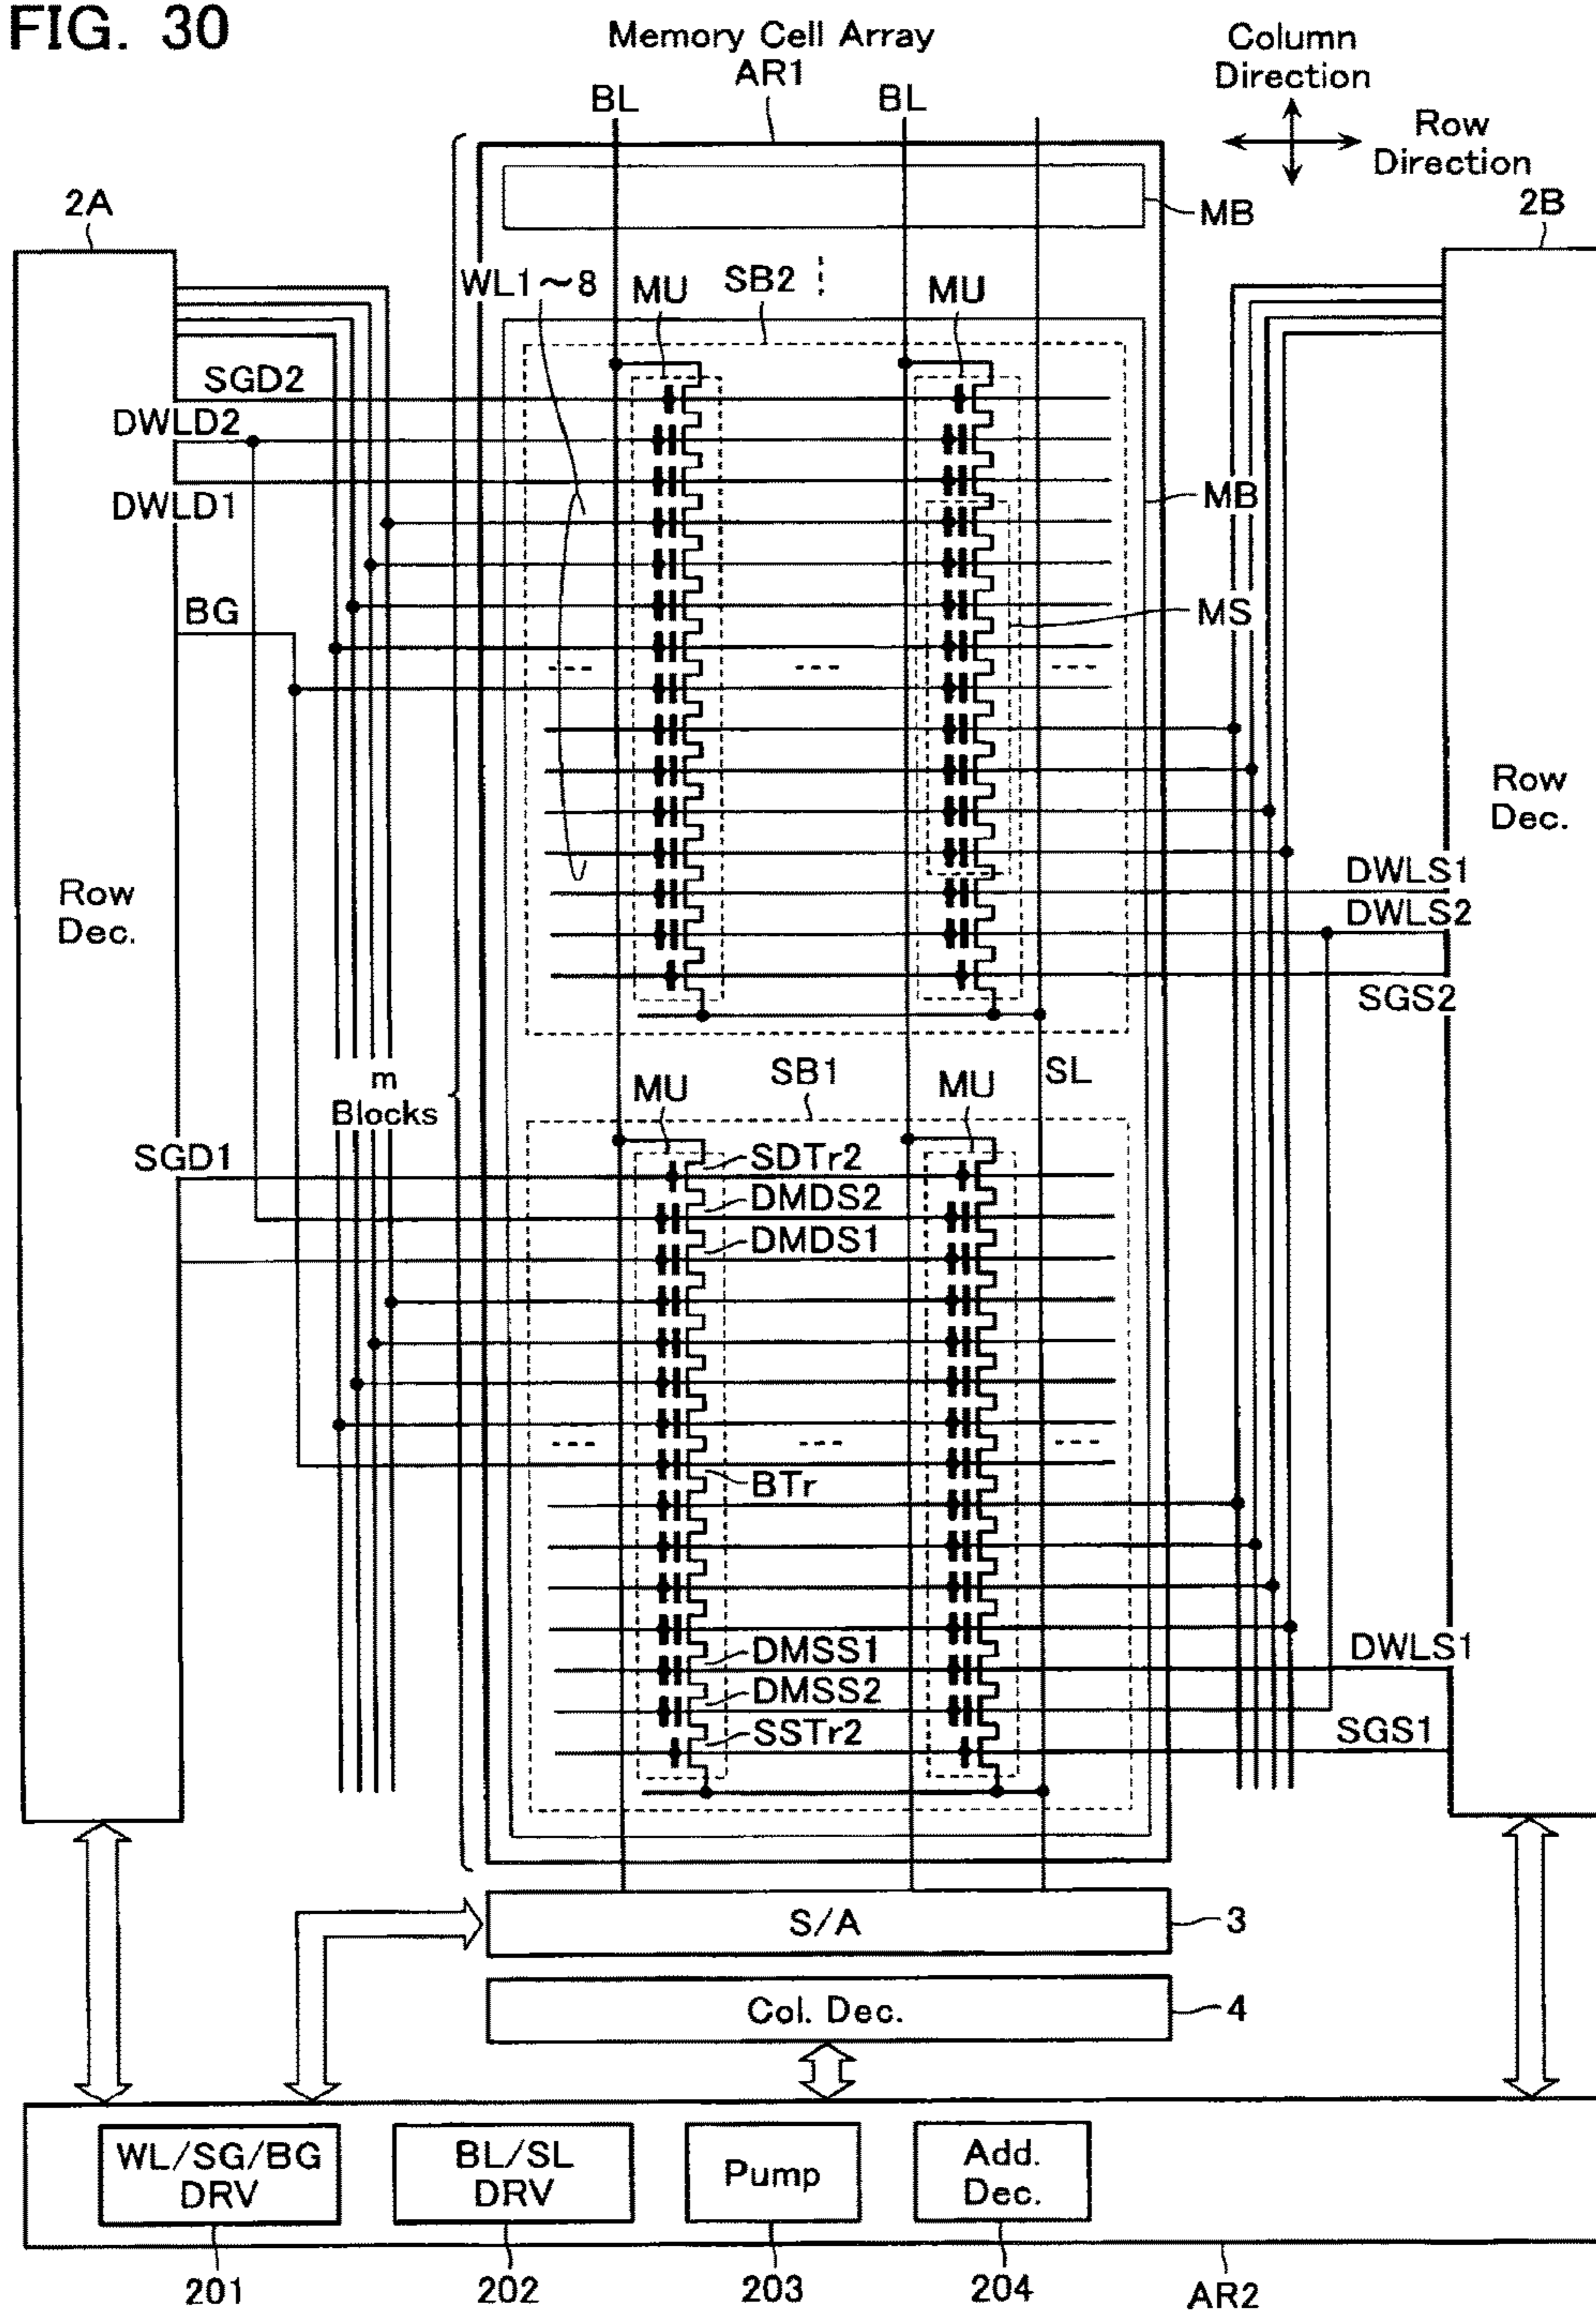 FIG. 30
Memory Cell Array
AR1
Column
Direction
Row
Direction
BL
BL
2A
MB
2B
WL1~8
MU
SB2
MU
SGD2
DWLD2
DWLD1
MB
BG
MS
Row
Dec.
Row
Dec.
DWLS1
DWLS2
SGS2
m
Blocks
MU
SB1
MU
SL
SGD1
SDTr2
DMDS2
DMDS1
BTr
DMSS1
DWLS1
DMSS2
SSTr2
SGS1
S/A
3
Col. Dec.
4
WL/SG/BG
DRV
BL/SL
DRV
Pump
Add.
Dec.
201
202
203
204
AR2